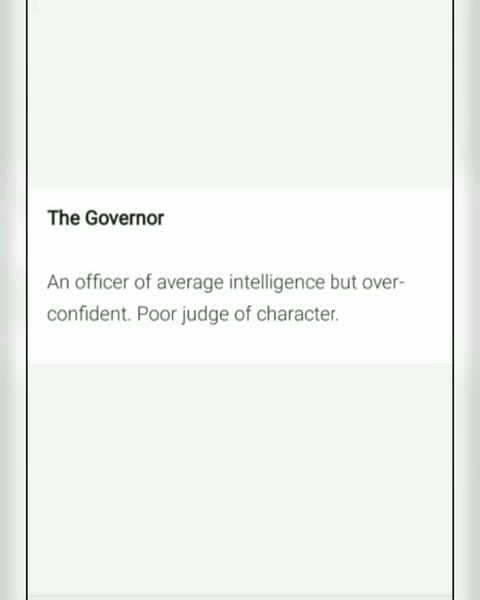 The Governor
An officer of average intelligence but over-
confident. Poor judge of character.